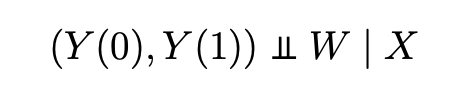 (Y(0), Y(1)) ⫫ W | X